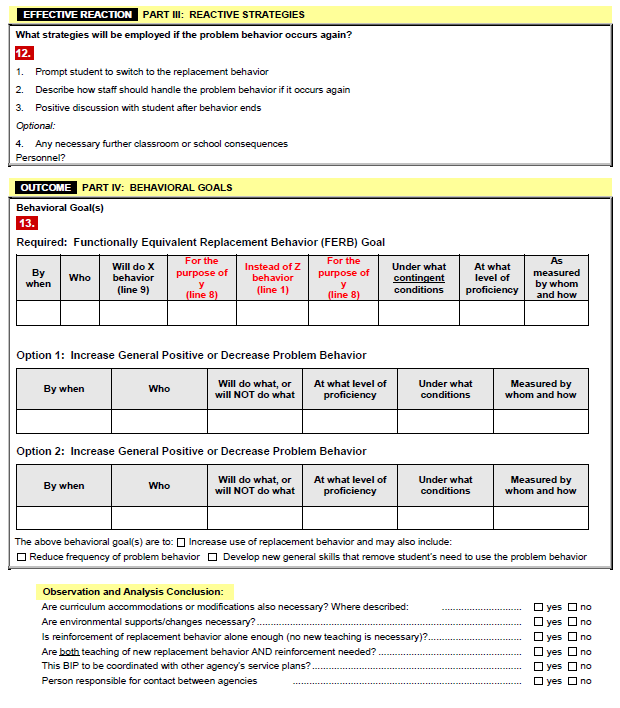 EFFECTIVE REACTION PART III: REACTIVE STRATEGIES
What strategies will be employed if the problem behavior occurs again?
12.
1. Prompt student to switch to the replacement behavior
2. Describe how staff should handle the problem behavior if it occurs again
3. Positive discussion with student after behavior ends
Optional:
4. Any necessary further classroom or school consequences
Personnel?
OUTCOME PART IV: BEHAVIORAL GOALS
Behavioral Goal(s)
13.
Required: Functionally Equivalent Replacement Behavior (FERB) Goal
By when
Who
Will do X behavior (line 9)
For the purpose of y (line 8)
Instead of Z behavior (line 1)
For the purpose of y (line 8)
Under what contingent conditions
At what level of proficiency
As measured by whom and how
Option 1: Increase General Positive or Decrease Problem Behavior
By when
Who
Will do what, or will NOT do what
At what level of proficiency
Under what conditions
Measured by whom and how
Option 2: Increase General Positive or Decrease Problem Behavior
By when
Who
Will do what, or will NOT do what
At what level of proficiency
Under what conditions
Measured by whom and how
The above behavioral goal(s) are to: ☐ Increase use of replacement behavior and may also include:
☐ Reduce frequency of problem behavior ☐ Develop new general skills that remove student's need to use the problem behavior
Observation and Analysis Conclusion:
Are curriculum accommodations or modifications also necessary? Where described: .............................. ☐ yes ☐ no
Are environmental supports/changes necessary?................................................................ ☐ yes ☐ no
Is reinforcement of replacement behavior alone enough (no new teaching is necessary)?.............................. ☐ yes ☐ no
Are both teaching of new replacement behavior AND reinforcement needed? .............................. ☐ yes ☐ no
This BIP to be coordinated with other agency's service plans?.............................. ☐ yes ☐ no
Person responsible for contact between agencies .............................. ☐ yes ☐ no